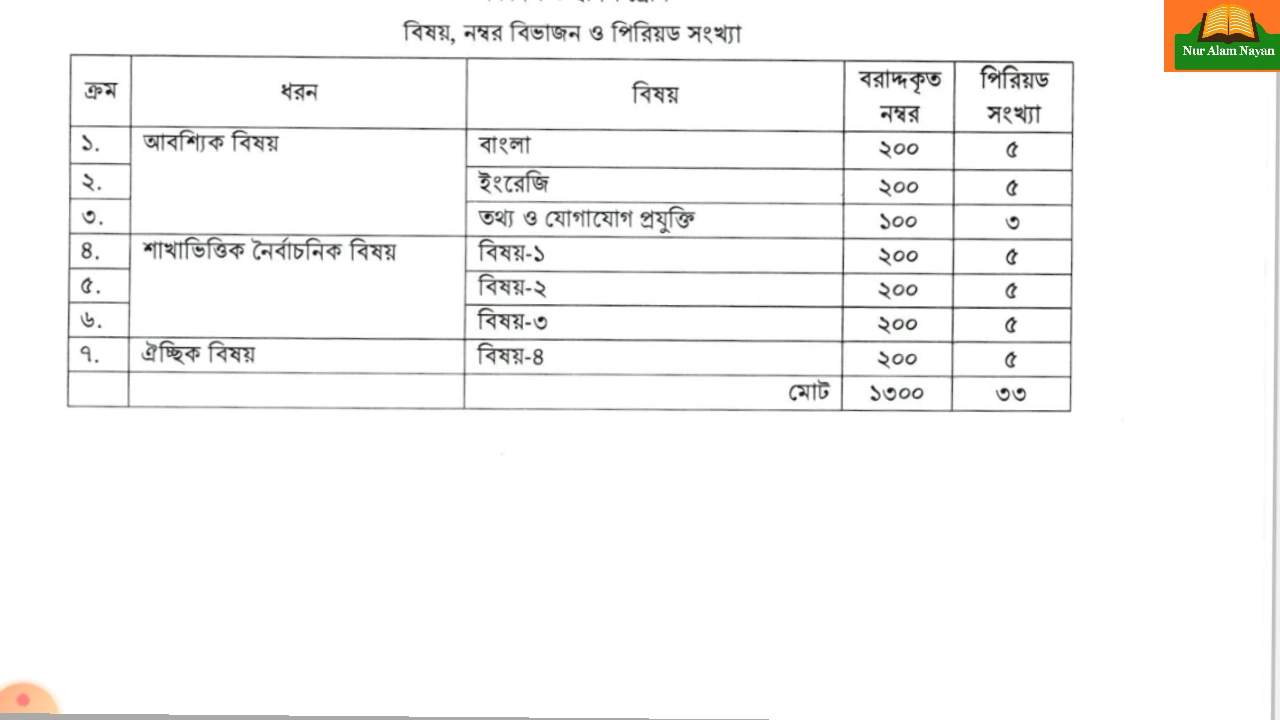 বিষয়, নম্বর বিভাজন ও পিরিয়ড সংখ্যা
Nur Alam Nayan
ক্রম ধরন বিষয় বরাদ্দকৃত নম্বর পিরিয়ড সংখ্যা
১. আবশ্যিক বিষয় বাংলা ২০০ ৫
২. ইংরেজি ২০০ ৫
৩. তথ্য ও যোগাযোগ প্রযুক্তি ১০০ ৩
৪. শাখাভিত্তিক নৈর্বাচনিক বিষয় বিষয়-১ ২০০ ৫
৫. বিষয়-২ ২০০ ৫
৬. বিষয়-৩ ২০০ ৫
৭. ঐচ্ছিক বিষয় বিষয়-৪ ২০০ ৫
মোট ১৩০০ ৩৩